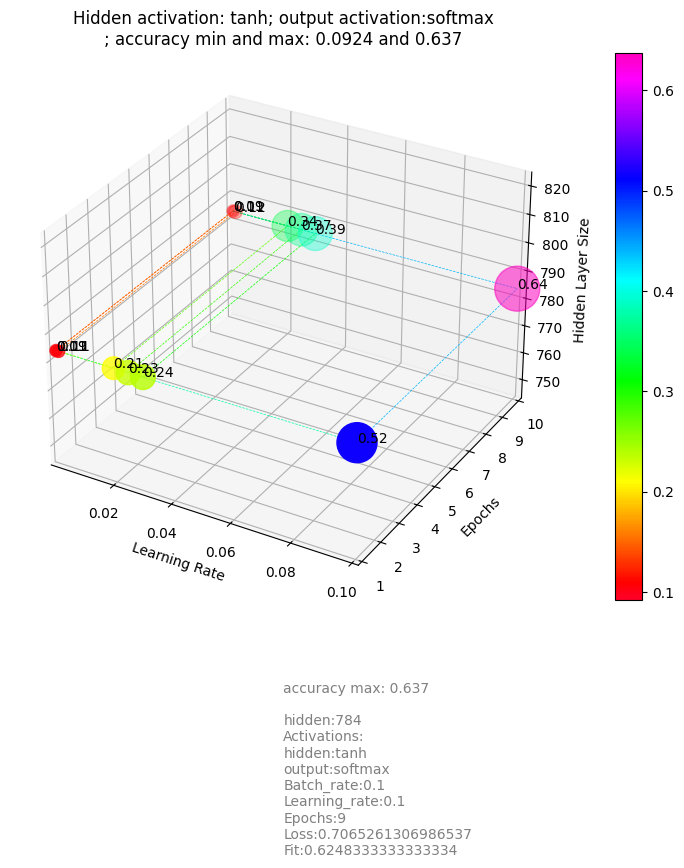 Hidden activation: tanh; output activation:softmax
; accuracy min and max: 0.0924 and 0.637
0.6
820
810
800
0.09
0.12
0.34
0.37
0.39
790
0.64
780
0.5
Hidden Layer Size
770
760
750
0.4
0.09
0.11
0.21
0.23
0.24
0.52
10
9
8
7
6
5
4
3
2
1
Epochs
0.3
0.02
0.04
0.06
0.08
0.10
Learning Rate
0.2
0.1
accuracy max: 0.637
hidden:784
Activations:
hidden:tanh
output:softmax
Batch_rate:0.1
Learning_rate:0.1
Epochs:9
Loss:0.7065261306986537
Fit:0.6248333333333334